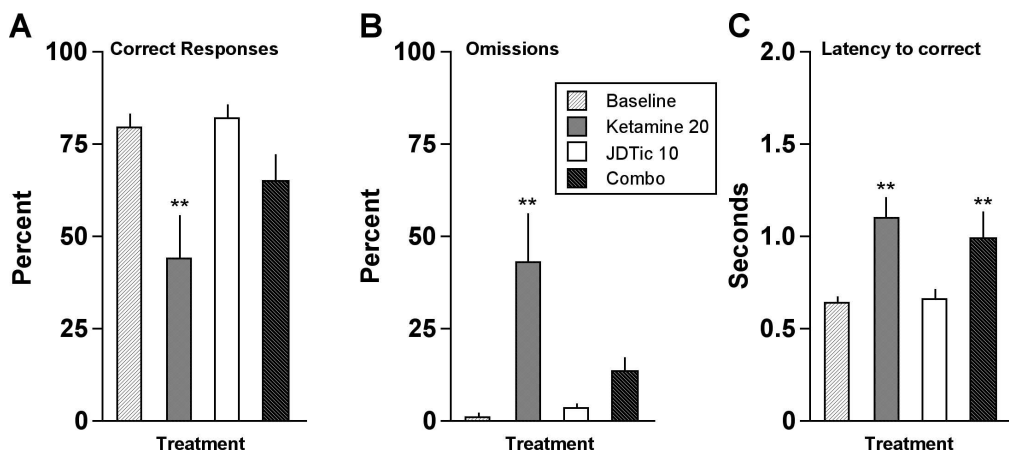 A
Correct Responses
100
75
50
25
0
Percent
**
Treatment
B
Omissions
100
75
50
25
0
Percent
**
Baseline
Ketamine 20
JDTic 10
Combo
Treatment
C
Latency to correct
2.0
1.5
1.0
0.5
0
Seconds
**
**
Treatment